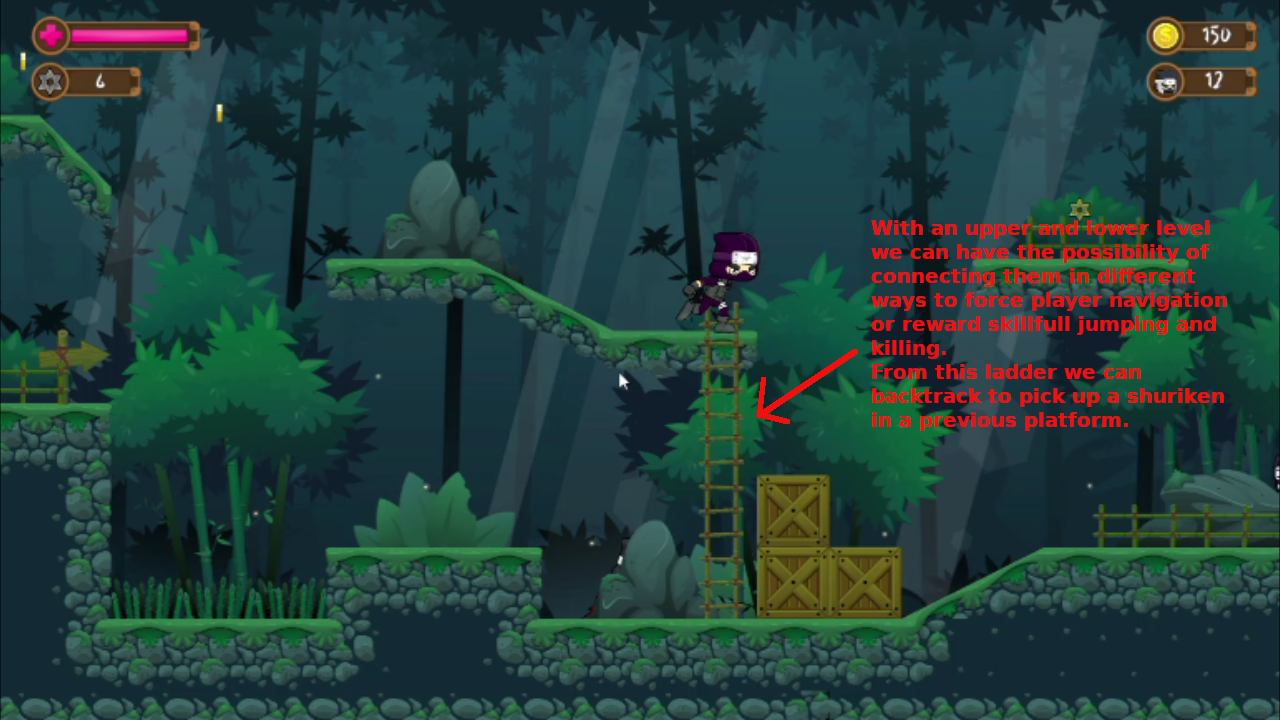 150
6
12
With an upper and lower level
we can have the possibility of
connecting them in different
ways to force player navigation
or reward skillfull jumping and
killing.
From this ladder we can
backtrack to pick up a shuriken
in a previous platform.